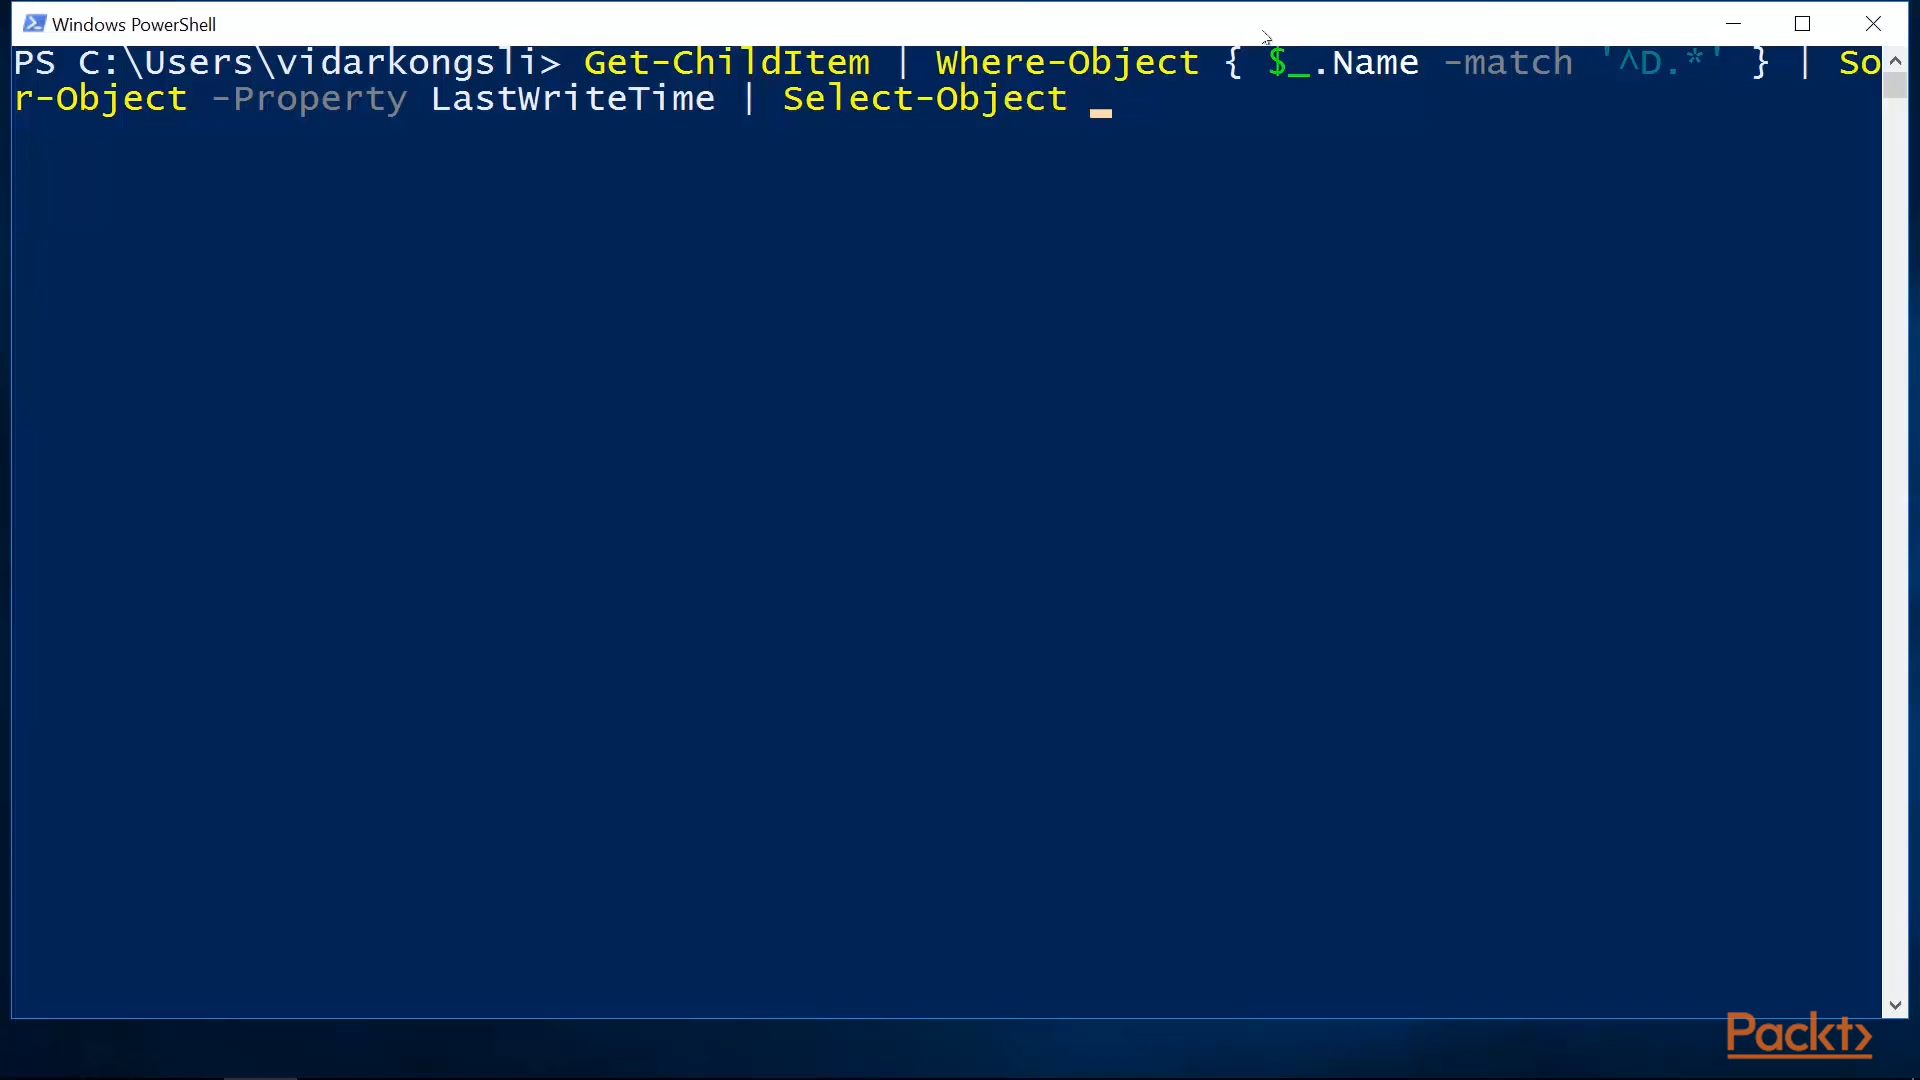 Windows PowerShell
PS C:\Users\vidarkongsli> Get-ChildItem | Where-Object { $_.Name -match '^D.*' } | So
r-Object -Property LastWriteTime | Select-Object _
Packt>